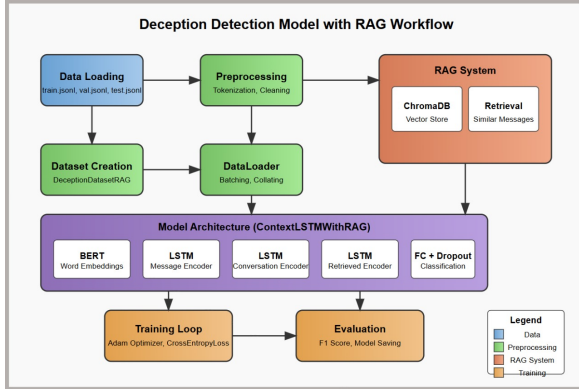 Deception Detection Model with RAG Workflow
Data Loading
train.jsonl, val.jsonl, test.jsonl
Preprocessing
Tokenization, Cleaning
RAG System
ChromaDB
Vector Store
Retrieval
Similar Messages
Dataset Creation
DeceptionDatasetRAG
DataLoader
Batching, Collating
Model Architecture (ContextLSTMWithRAG)
BERT
Word Embeddings
LSTM
Message Encoder
LSTM
Conversation Encoder
LSTM
Retrieved Encoder
FC + Dropout
Classification
Training Loop
Adam Optimizer, CrossEntropyLoss
Evaluation
F1 Score, Model Saving
Legend
Data
Preprocessing
RAG System
Training